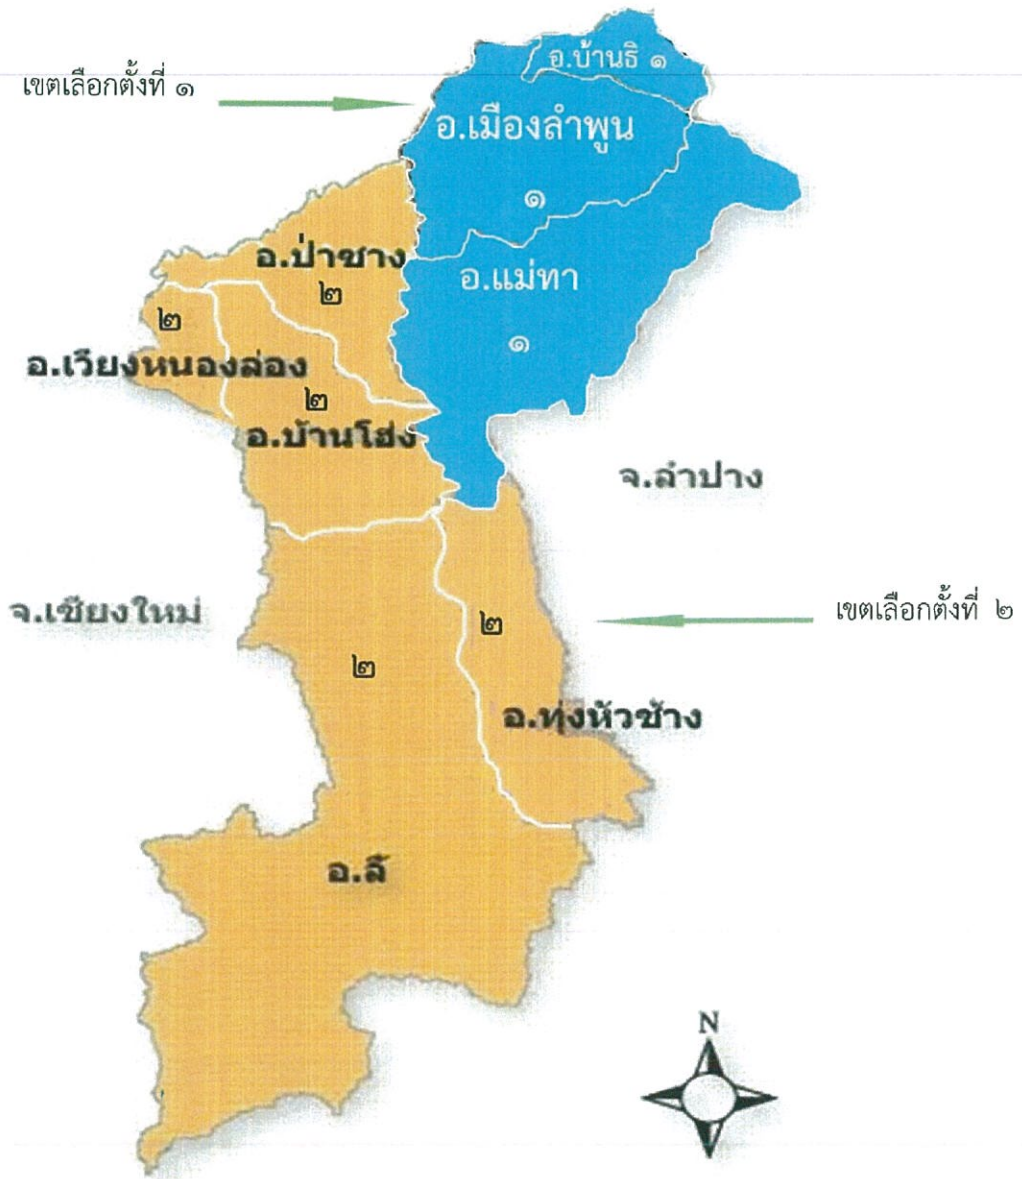 อ.บ้านธิ ๑
เขตเลือกตั้งที่ ๑
อ.เมืองลำพูน
๑
อ.ป่าซาง
๒
อ.แม่ทา
๑
๒
อ.เวียงหนองล่อง
๒
อ.บ้านโฮ่ง
จ.ลำปาง
จ.เชียงใหม่
เขตเลือกตั้งที่ ๒
๒
๒
อ.ทุ่งหัวช้าง
อ.ลี้
N